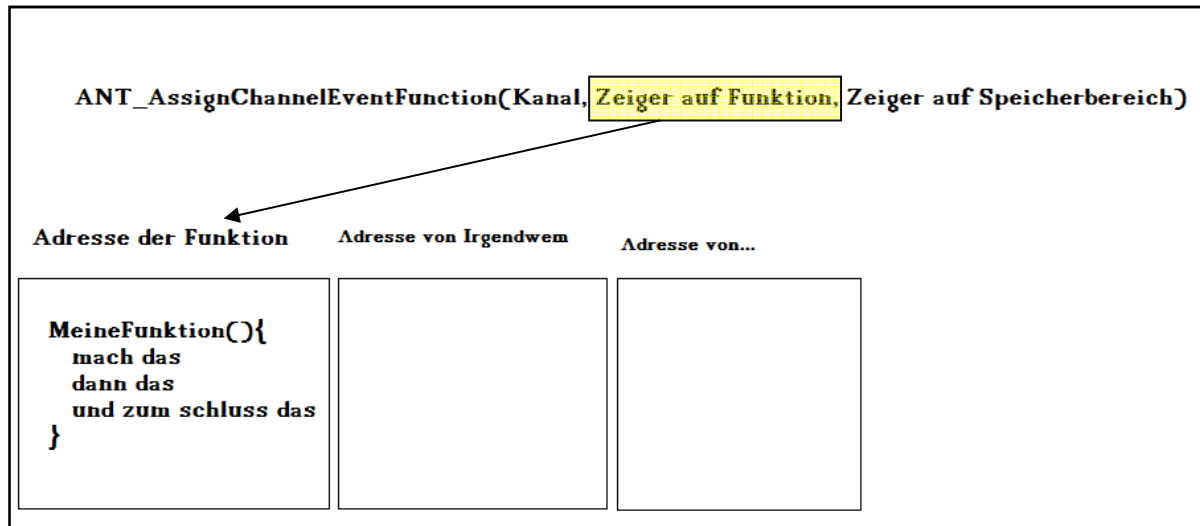 ANT_AssignChannelEventFunction(Kanal, Zeiger auf Funktion, Zeiger auf Speicherbereich)
Adresse der Funktion
Adresse von Irgendwem
Adresse von...
MeineFunktion(){
mach das
dann das
und zum schluss das
}